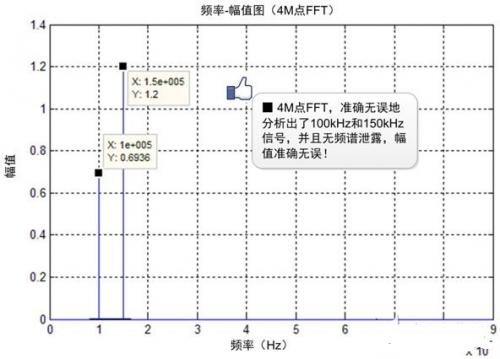 频率-幅值图（4M点FFT）
1.4
1.2
1
0.8
0.6
0.4
0.2
0
幅值
X: 1.5e+005
Y: 1.2
X: 1e+005
Y: 0.6936
■ 4M点FFT，准确无误地
分析出了100kHz和150kHz
信号，并且无频谱泄露，幅
值准确无误！
0 1 2 3 4 5 6 9
频率（Hz）